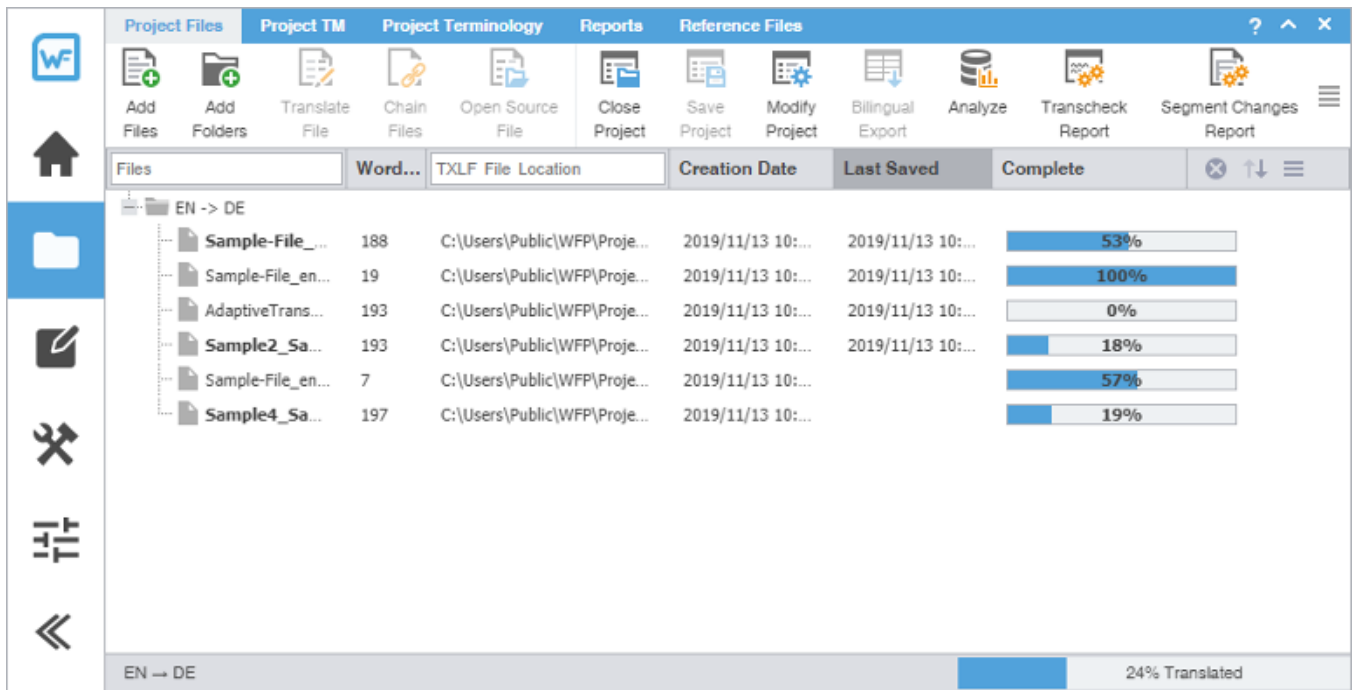 WF
Project Files Project TM Project Terminology Reports Reference Files ?
Add Files
Add Folders
Translate File
Chain Files
Open Source File
Close Project
Save Project
Modify Project
Bilingual Export
Analyze
Transcheck Report
Segment Changes Report
Files Word... TXLF File Location Creation Date Last Saved Complete
EN -> DE
Sample-File_... 188 C:\Users\Public\WFP\Proje... 2019/11/13 10:... 2019/11/13 10:... 53%
Sample-File_en... 19 C:\Users\Public\WFP\Proje... 2019/11/13 10:... 2019/11/13 10:... 100%
AdaptiveTrans... 193 C:\Users\Public\WFP\Proje... 2019/11/13 10:... 2019/11/13 10:... 0%
Sample2_Sa... 193 C:\Users\Public\WFP\Proje... 2019/11/13 10:... 2019/11/13 10:... 18%
Sample-File_en... 7 C:\Users\Public\WFP\Proje... 2019/11/13 10:... 57%
Sample4_Sa... 197 C:\Users\Public\WFP\Proje... 2019/11/13 10:... 19%
EN → DE 24% Translated